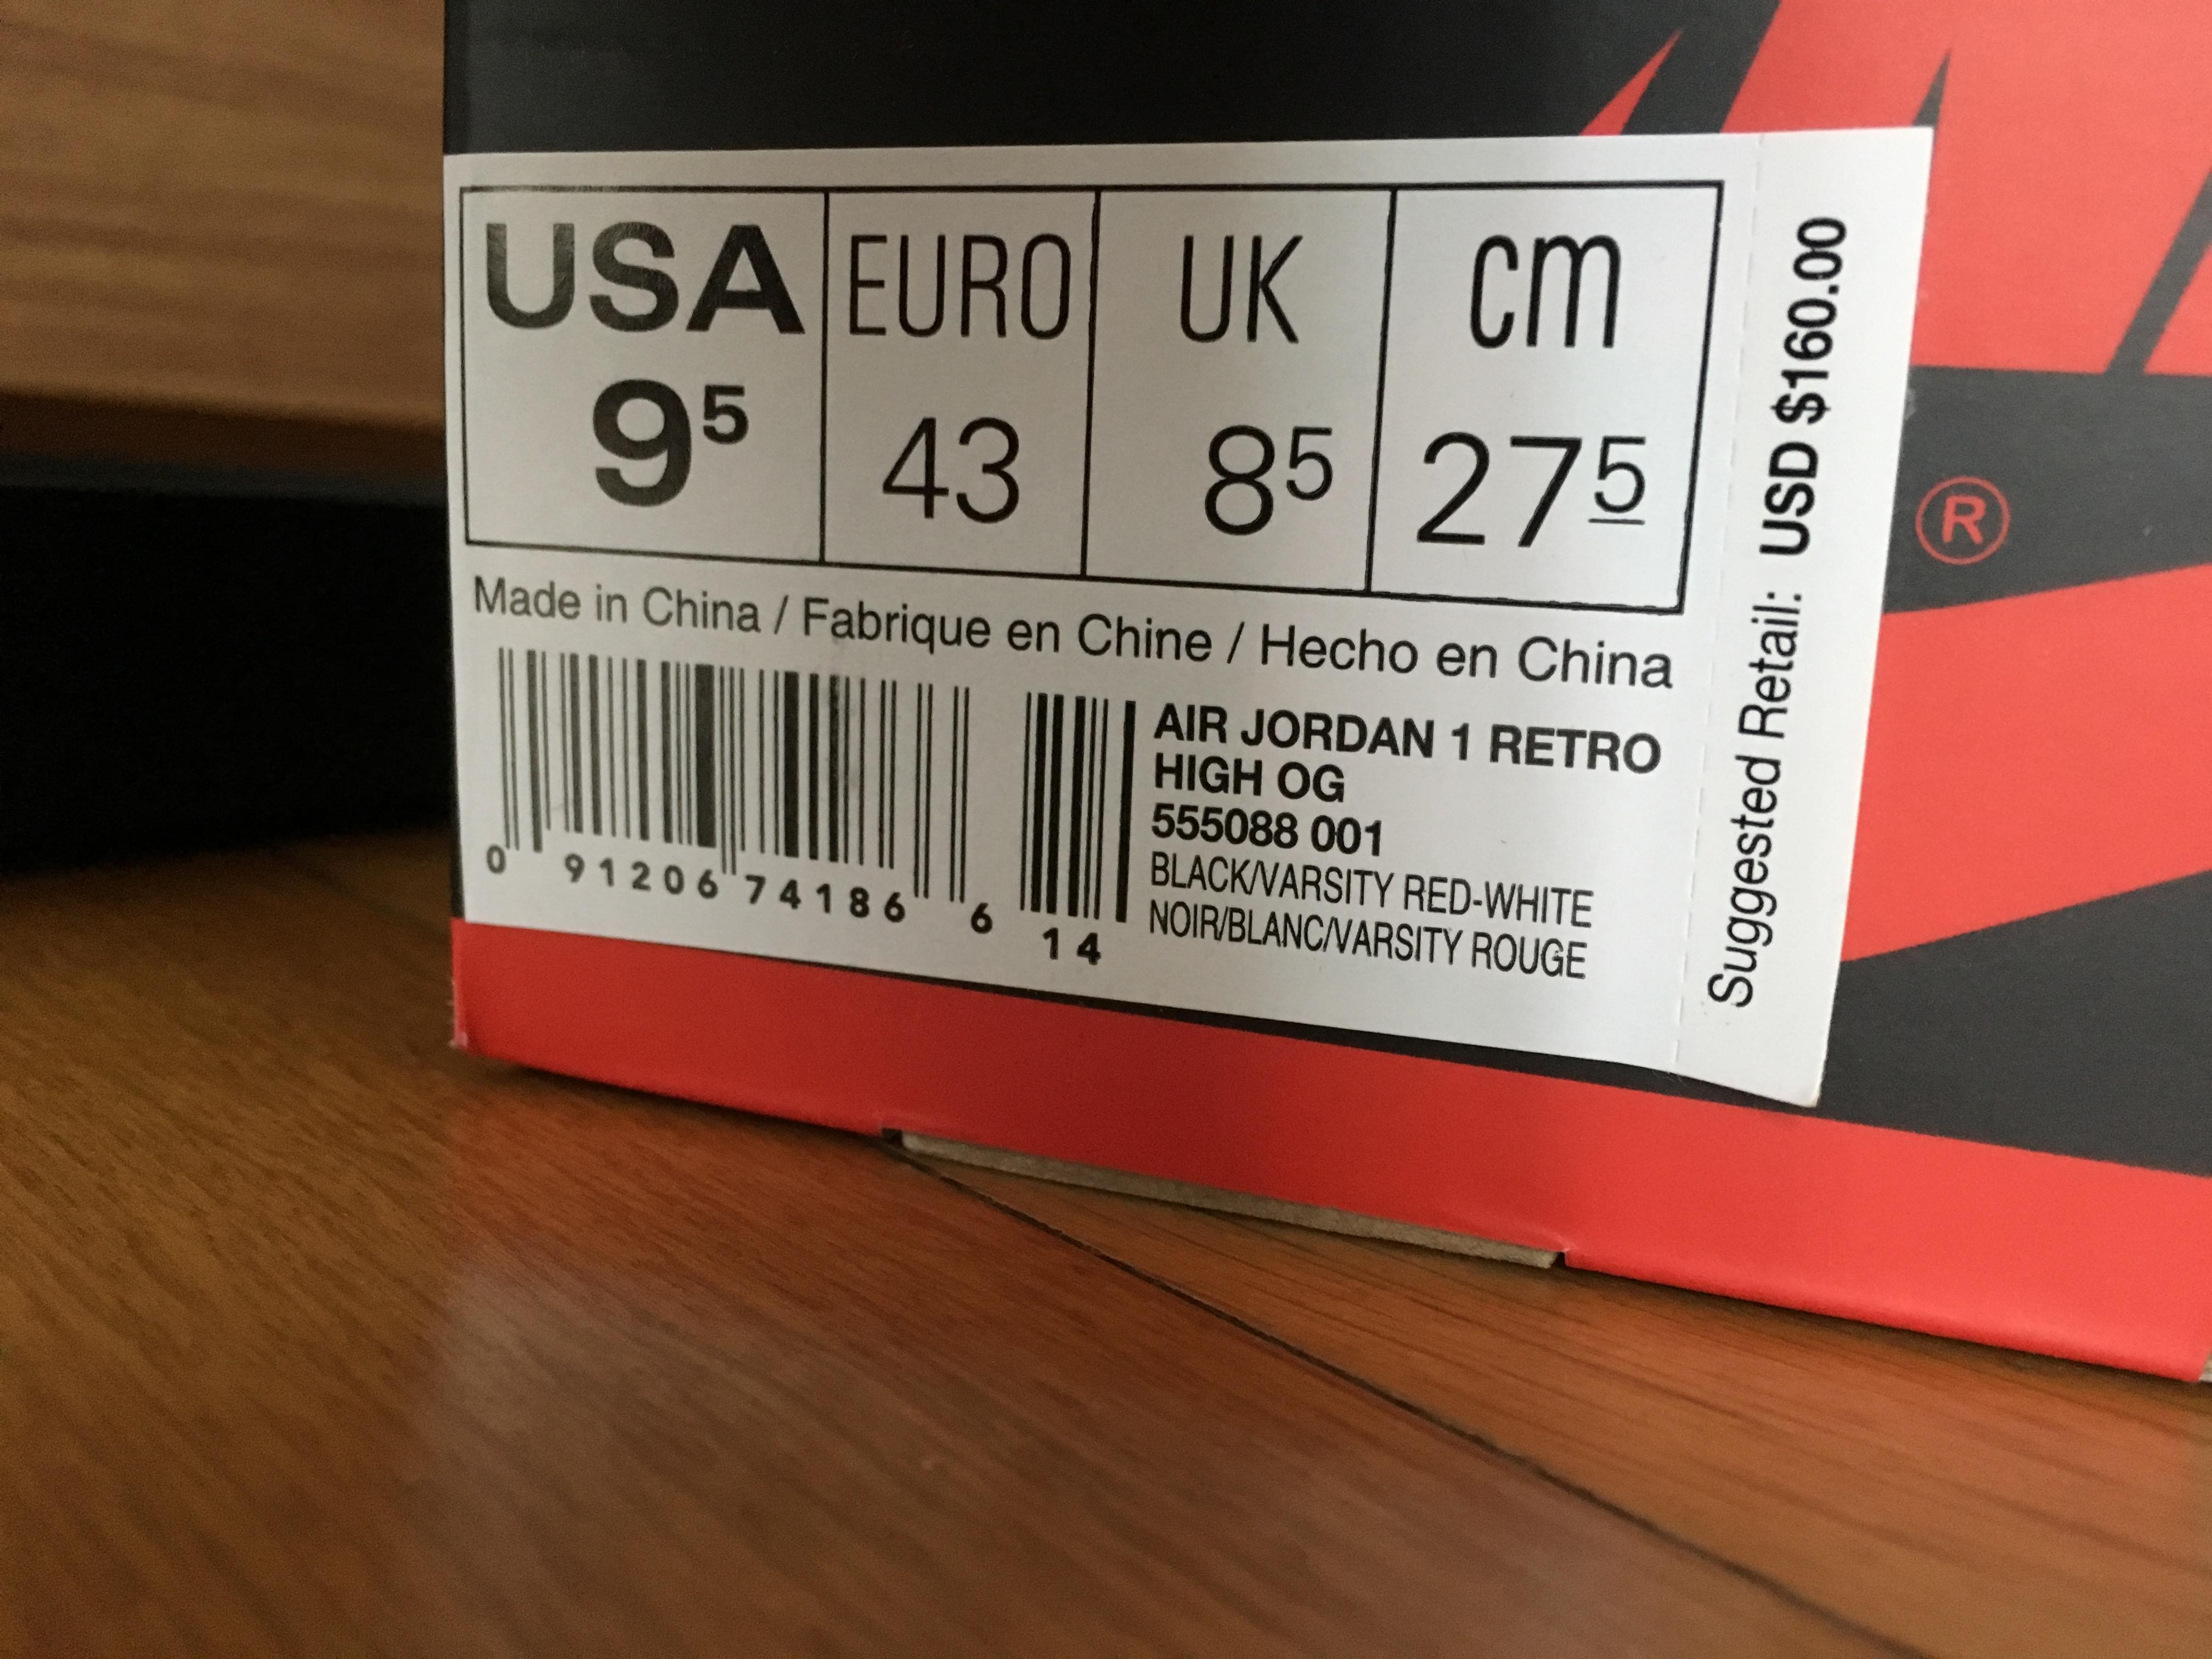 USA EURO UK cm
9⁵ 43 8⁵ 27⁵
Made in China / Fabrique en Chine / Hecho en China
0 91206 74186 6 14
AIR JORDAN 1 RETRO
HIGH OG
555088 001
BLACK/VARSITY RED-WHITE
NOIR/BLANC/VARSITY ROUGE
Suggested Retail: USD $160.00
®